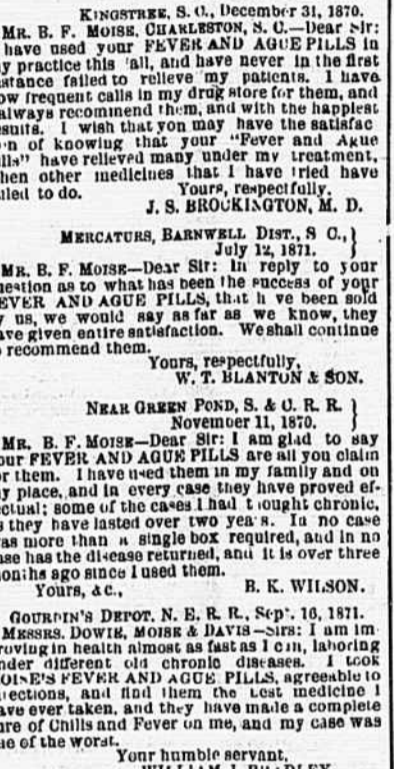 KINGSTREE, S. C., December 31, 1870.
MR. B. F. MOISE, CHARLESTON, S. C.—Dear Sir:
have used your FEVER AND AGUE PILLS in
y practice this 'all, and have never in the first
stance failed to relieve my patients. I have
ow frequent calls in my drug store for them, and
always recommend them, and with the happiest
esults. I wish that you may have the satisfac
on of knowing that your "Fever and Ague
ills" have relieved many under my treatment,
hen other medicines that I have tried have
iled to do. Yours, respectfully,
J. S. BROCKINGTON, M. D.
MERCATURS, BARNWELL DIST., S C.,}
July 12, 1871.
MR. B. F. MOISE—Dear Sir: In reply to your
uestion as to what has been the success of your
EVER AND AGUE PILLS, that h ve been sold
y us, we would say as far as we know, they
ave given entire satisfaction. We shall continue
o recommend them.
Yours, respectfully,
W. T. BLANTON & SON.
NEAR GREEN POND, S. & C. R. R. }
November 11, 1870.
MR. B. F. MOISE—Dear Sir: I am glad to say
our FEVER AND AGUE PILLS are all you claim
or them. I have used them in my family and on
y place, and in every case they have proved ef-
ectual; some of the cases I had t ought chronic,
s they have lasted over two years. In no case
as more than a single box required, and in no
ase has the disease returned, and it is over three
onths ago since I used them.
Yours, &c., B. K. WILSON.
GOURDIN'S DEPOT, N. E. R. R., Sept. 16, 1871.
MESSRS. DOWIE, MOISE & DAVIS—Sirs: I am im
roving in health almost as fast as I can, laboring
nder different old chronic diseases. I took
OISE'S FEVER AND AGUE PILLS, agreeable to
irections, and find them the best medicine I
ave ever taken, and they have made a complete
ure of Chills and Fever on me, and my case was
ne of the worst.
Your humble servant,
WILLIAM J. BRADLEY